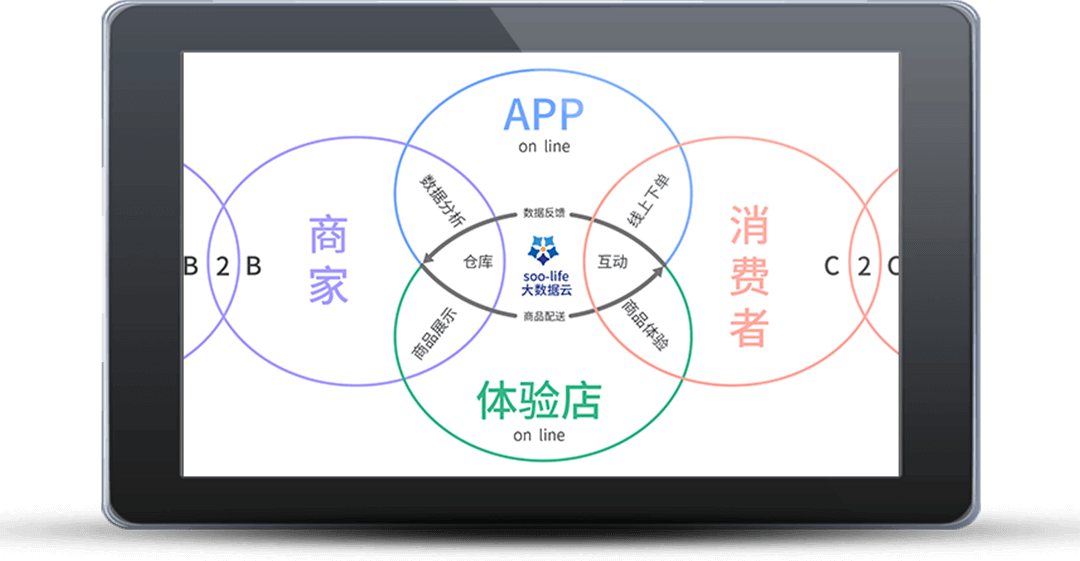 APP
on line
数据分析
线上下单
数据反馈
商家
消费者
B 2 B
仓库
soo-life
大数据云
互动
C 2 C
商品配送
商品展示
商品体验
体验店
on line